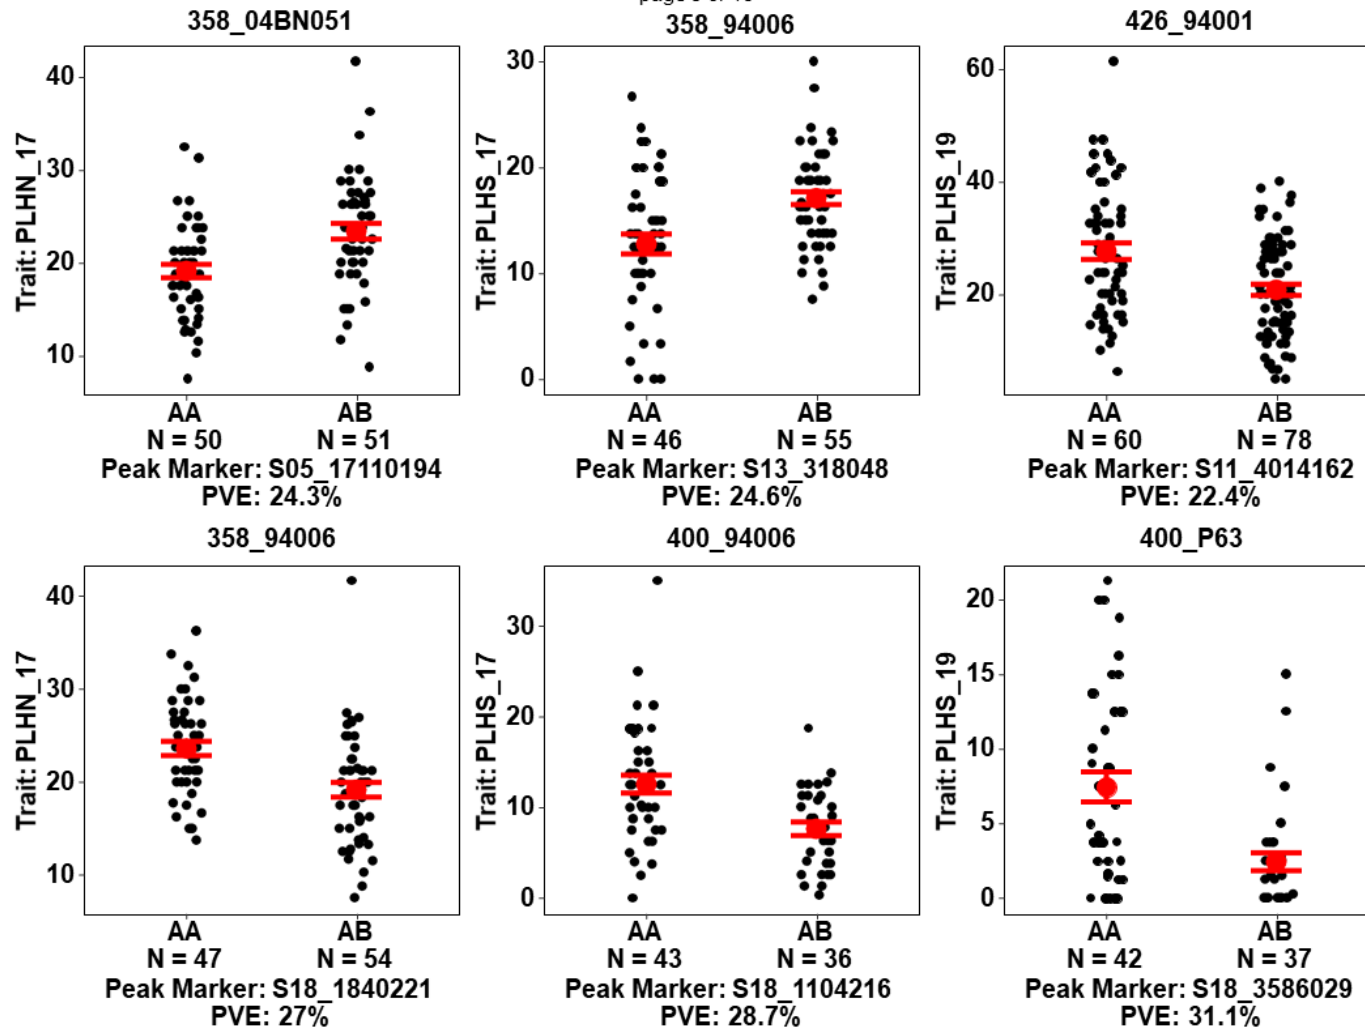 358_04BN051
Trait: PLHN_17
40
30
20
10
AA AB
N = 50 N = 51
Peak Marker: S05_17110194
PVE: 24.3%
358_94006
Trait: PLHS_17
30
20
10
0
AA AB
N = 46 N = 55
Peak Marker: S13_318048
PVE: 24.6%
426_94001
Trait: PLHS_19
60
40
20
AA AB
N = 60 N = 78
Peak Marker: S11_4014162
PVE: 22.4%
358_94006
Trait: PLHN_17
40
30
20
10
AA AB
N = 47 N = 54
Peak Marker: S18_1840221
PVE: 27%
400_94006
Trait: PLHS_17
30
20
10
0
AA AB
N = 43 N = 36
Peak Marker: S18_1104216
PVE: 28.7%
400_P63
Trait: PLHS_19
20
15
10
5
0
AA AB
N = 42 N = 37
Peak Marker: S18_3586029
PVE: 31.1%